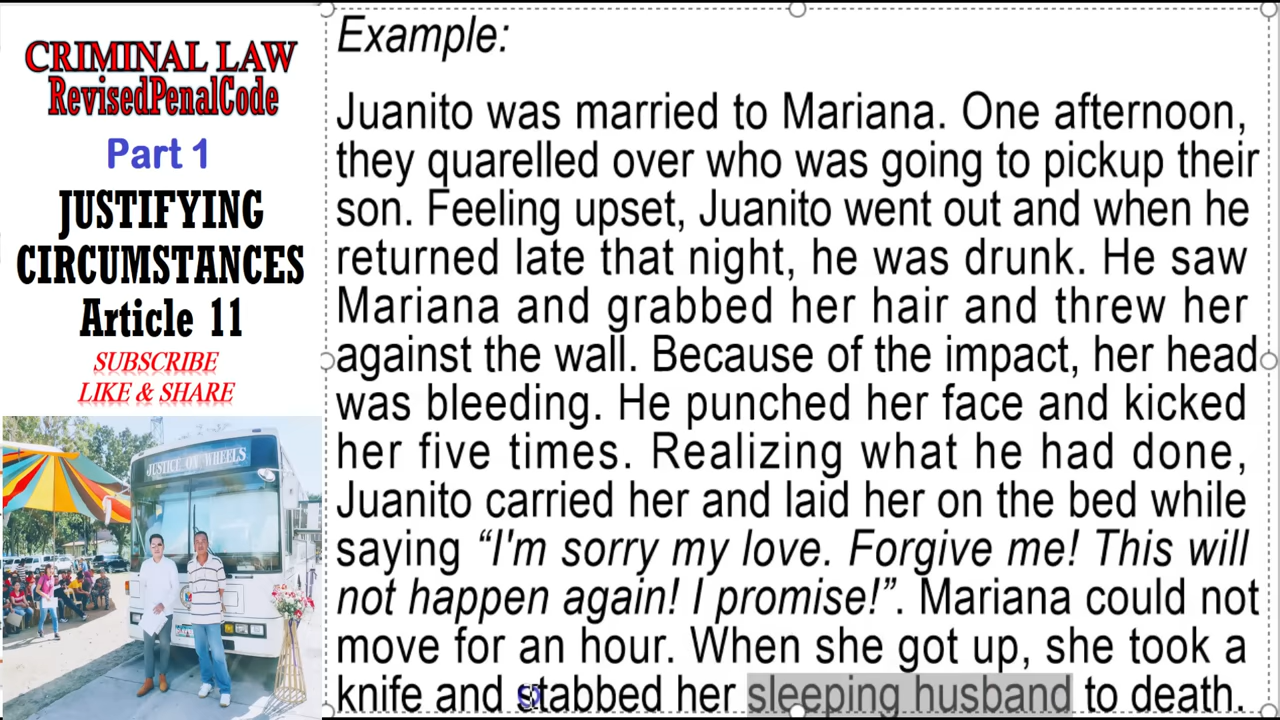 CRIMINAL LAW
RevisedPenalCode
Part 1
JUSTIFYING
CIRCUMSTANCES
Article 11
SUBSCRIBE
LIKE & SHARE
JUSTICE ON WHEELS
Example:
Juanito was married to Mariana. One afternoon,
they quarelled over who was going to pickup their
son. Feeling upset, Juanito went out and when he
returned late that night, he was drunk. He saw
Mariana and grabbed her hair and threw her
against the wall. Because of the impact, her head
was bleeding. He punched her face and kicked
her five times. Realizing what he had done,
Juanito carried her and laid her on the bed while
saying “I'm sorry my love. Forgive me! This will
not happen again! I promise!”. Mariana could not
move for an hour. When she got up, she took a
knife and stabbed her sleeping husband to death.